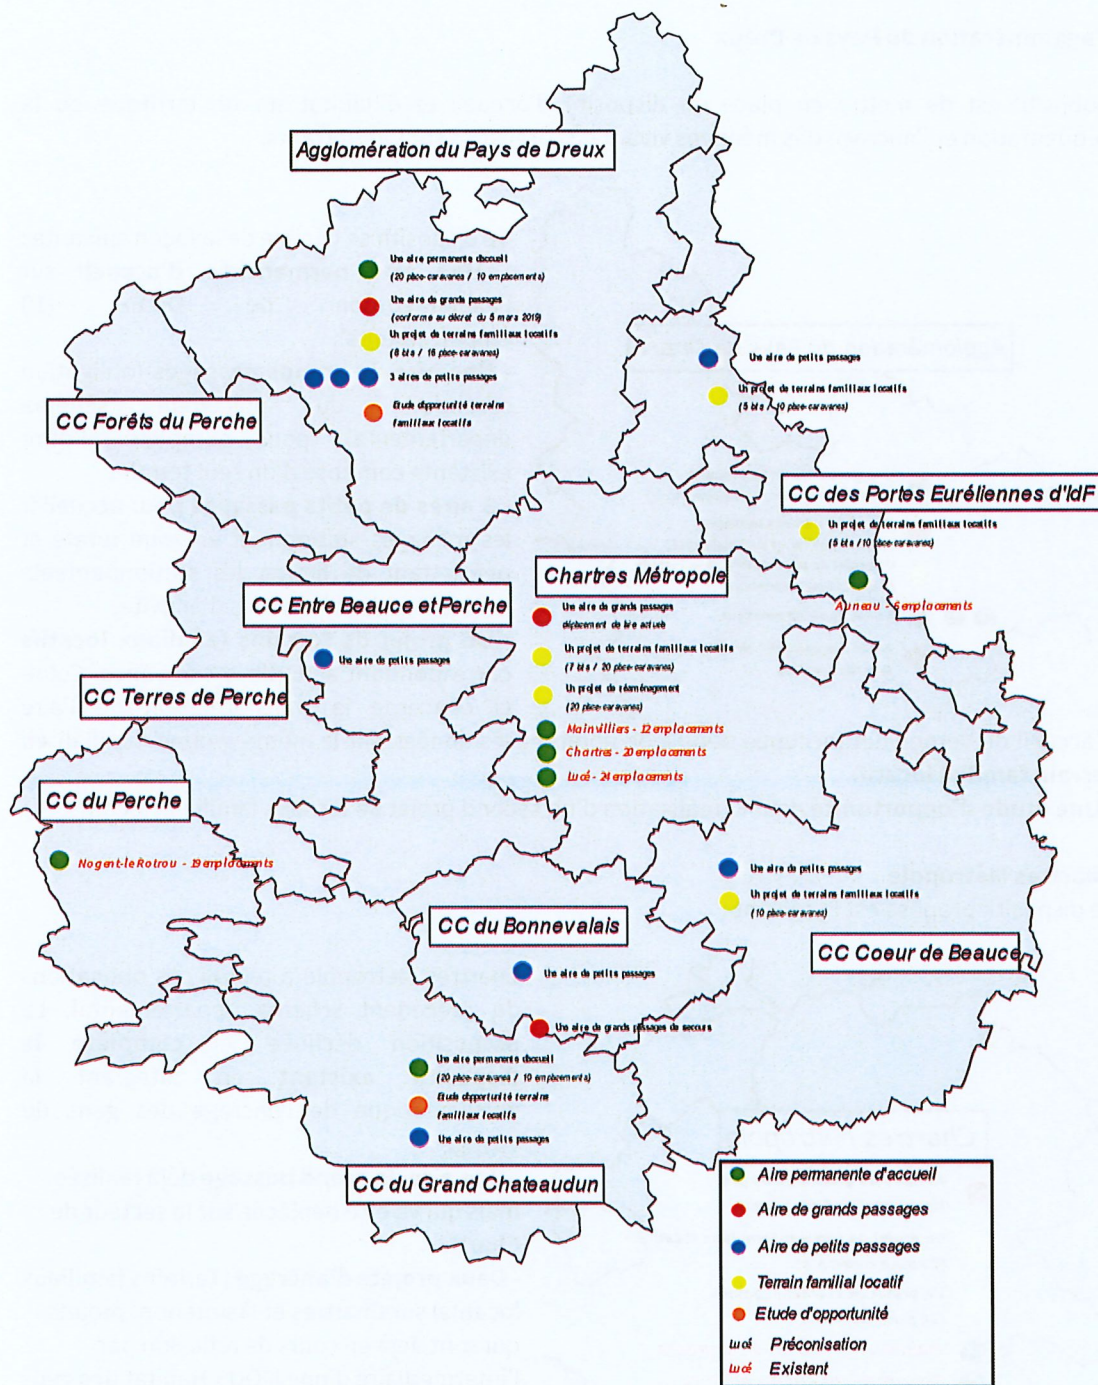 Agglomération du Pays de Dreux
Une aire permanente d'accueil
(20 place-caravanes / 10 emplacements)
Une aire de grands passages
(conforme au décret du 5 mars 2019)
Un projet de terrains familiaux locatifs
(8 lots / 16 place-caravanes)
3 aires de petits passages
Etude d'opportunité terrains
familiaux locatifs
CC Forêts du Perche
Une aire de petits passages
Un projet de terrains familiaux locatifs
(5 lots / 10 place-caravanes)
CC des Portes Euréliennes d'IdF
Un projet de terrains familiaux locatifs
(5 lots / 10 place-caravanes)
Auneau - 6 emplacements
Chartres Métropole
Une aire de grands passages
déplacement de l'aire actuelle
Un projet de terrains familiaux locatifs
(7 lots / 20 place-caravanes)
Un projet de réaménagement
(20 place-caravanes)
Mainvilliers - 12 emplacements
Chartres - emplacements
Lucé - 24 emplacements
CC Entre Beauce et Perche
Une aire de petits passages
CC Terres de Perche
CC du Perche
Nogent-le Rotrou - 19 emplacements
Une aire de petits passages
Un projet de terrains familiaux locatifs
(10 place-caravanes)
CC du Bonnevalais
Une aire de petits passages
CC Coeur de Beauce
Une aire de grands passages de secours
Une aire permanente d'accueil
(20 place-caravanes / 10 emplacements)
Etude d'opportunité terrains
familiaux locatifs
Une aire de petits passages
CC du Grand Chateaudun
Aire permanente d'accueil
Aire de grands passages
Aire de petits passages
Terrain familial locatif
Etude d'opportunité
Lucé Préconisation
Lucé Existant